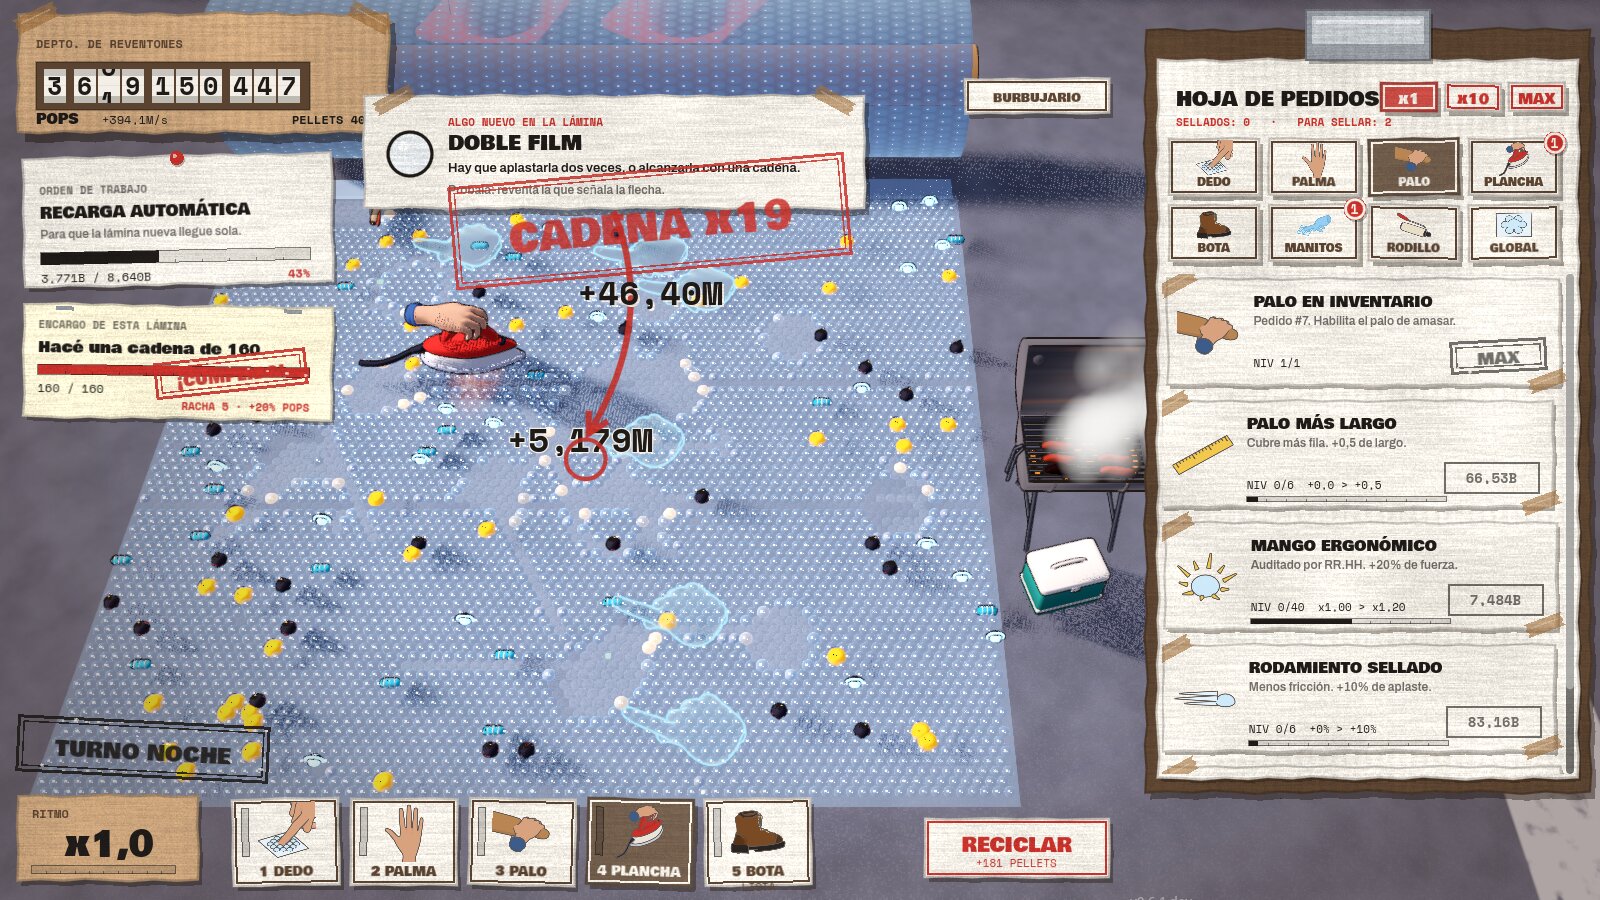 DEPTO. DE REVENTONES
9 150 447
POPS +394,1M/s PELLETS 40
ORDEN DE TRABAJO
RECARGA AUTOMÁTICA
Para que la lámina nueva llegue sola.
3,771B / 8,640B 43%
ENCARGO DE ESTA LÁMINA
Hacé una cadena de 160
160 / 160
RACHA 5 · +20% POPS
ALGO NUEVO EN LA LÁMINA
DOBLE FILM
Hay que aplastarla dos veces, o alcanzarla con una cadena.
Probala: reventá la que señala la flecha.
CADENA x19
+46,40M
+5,179M
BURBUJARIO
HOJA DE PEDIDOS x1 x10 MAX
SELLADOS: 0 · PARA SELLAR: 2
DEDO PALMA PALO PLANCHA 1
BOTA MANITOS 1 RODILLO GLOBAL
PALO EN INVENTARIO
Pedido #7. Habilita el palo de amasar.
NIV 1/1 MAX
PALO MÁS LARGO
Cubre más fila. +0,5 de largo.
NIV 0/6 +0,0 > +0,5 66,53B
MANGO ERGONÓMICO
Auditado por RR.HH. +20% de fuerza.
NIV 0/40 x1,00 > x1,20 7,484B
RODAMIENTO SELLADO
Menos fricción. +10% de aplaste.
NIV 0/6 +0% > +10% 83,16B
TURNO NOCHE
RITMO
x1,0
1 DEDO 2 PALMA 3 PALO 4 PLANCHA 5 BOTA
RECICLAR
+181 PELLETS